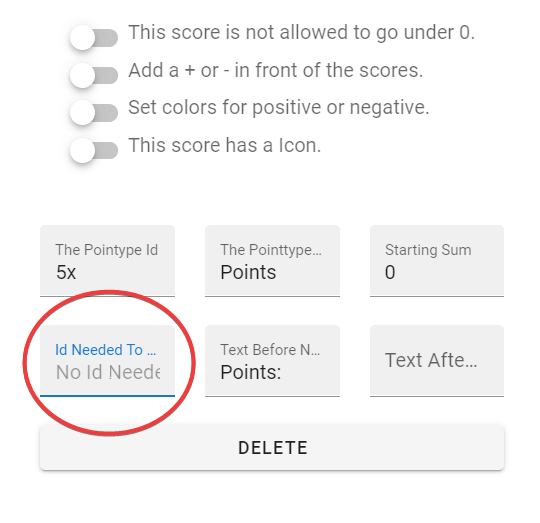 This score is not allowed to go under 0.
Add a + or - in front of the scores.
Set colors for positive or negative.
This score has a Icon.
The Pointype Id
The Pointtype...
Starting Sum
5x
Points
0
Id Needed To ...
Text Before N...
Text Afte...
No Id Neede
Points:
DELETE